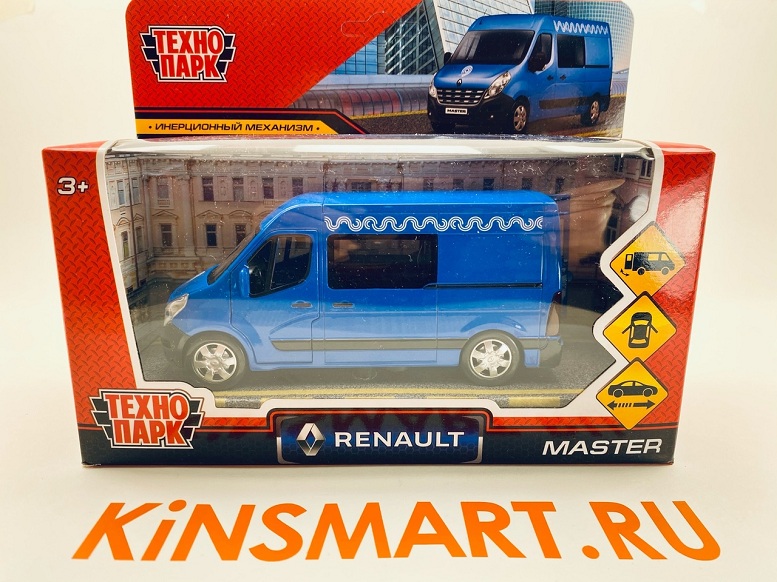 ТЕХНО
ПАРК
• ИНЕРЦИОННЫЙ МЕХАНИЗМ •
MASTER
3+
ТЕХНО
ПАРК
RENAULT
MASTER
KiNSMART.RU